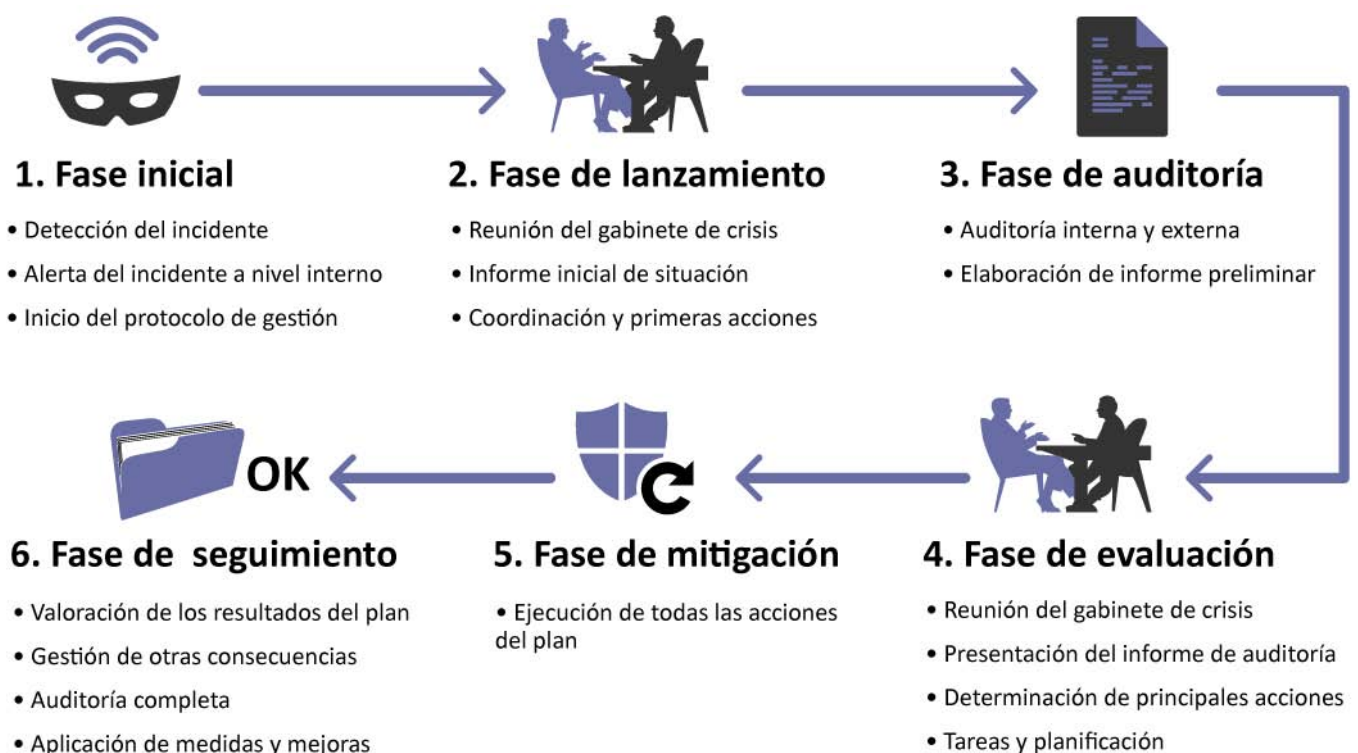 1. Fase inicial
• Detección del incidente
• Alerta del incidente a nivel interno
• Inicio del protocolo de gestión
2. Fase de lanzamiento
• Reunión del gabinete de crisis
• Informe inicial de situación
• Coordinación y primeras acciones
3. Fase de auditoría
• Auditoría interna y externa
• Elaboración de informe preliminar
4. Fase de evaluación
• Reunión del gabinete de crisis
• Presentación del informe de auditoría
• Determinación de principales acciones
• Tareas y planificación
5. Fase de mitigación
• Ejecución de todas las acciones
del plan
OK
6. Fase de seguimiento
• Valoración de los resultados del plan
• Gestión de otras consecuencias
• Auditoría completa
• Aplicación de medidas y mejoras